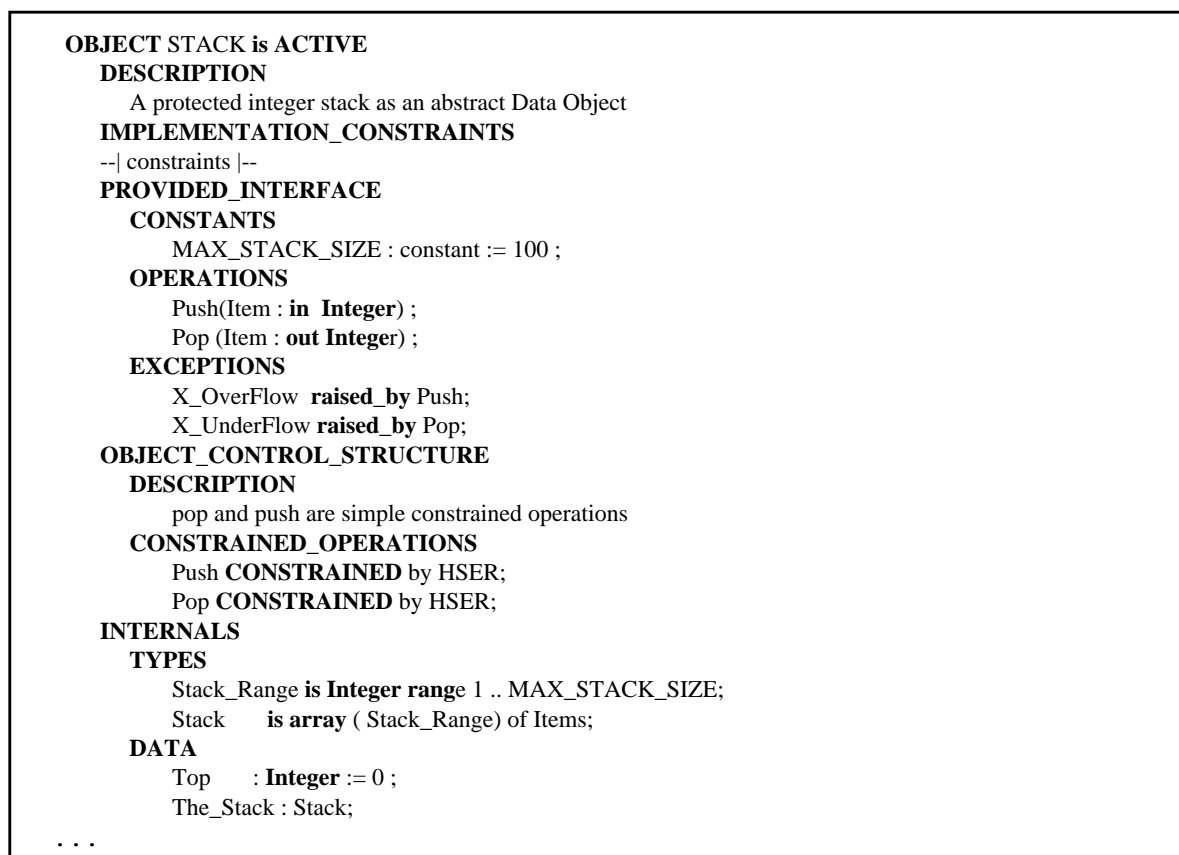 OBJECT STACK is ACTIVE
DESCRIPTION
A protected integer stack as an abstract Data Object
IMPLEMENTATION_CONSTRAINTS
--| constraints |--
PROVIDED_INTERFACE
CONSTANTS
MAX_STACK_SIZE : constant := 100 ;
OPERATIONS
Push(Item : in Integer) ;
Pop (Item : out Integer) ;
EXCEPTIONS
X_OverFlow raised_by Push;
X_UnderFlow raised_by Pop;
OBJECT_CONTROL_STRUCTURE
DESCRIPTION
pop and push are simple constrained operations
CONSTRAINED_OPERATIONS
Push CONSTRAINED by HSER;
Pop CONSTRAINED by HSER;
INTERNALS
TYPES
Stack_Range is Integer range 1 .. MAX_STACK_SIZE;
Stack is array ( Stack_Range) of Items;
DATA
Top : Integer := 0 ;
The_Stack : Stack;
. . .